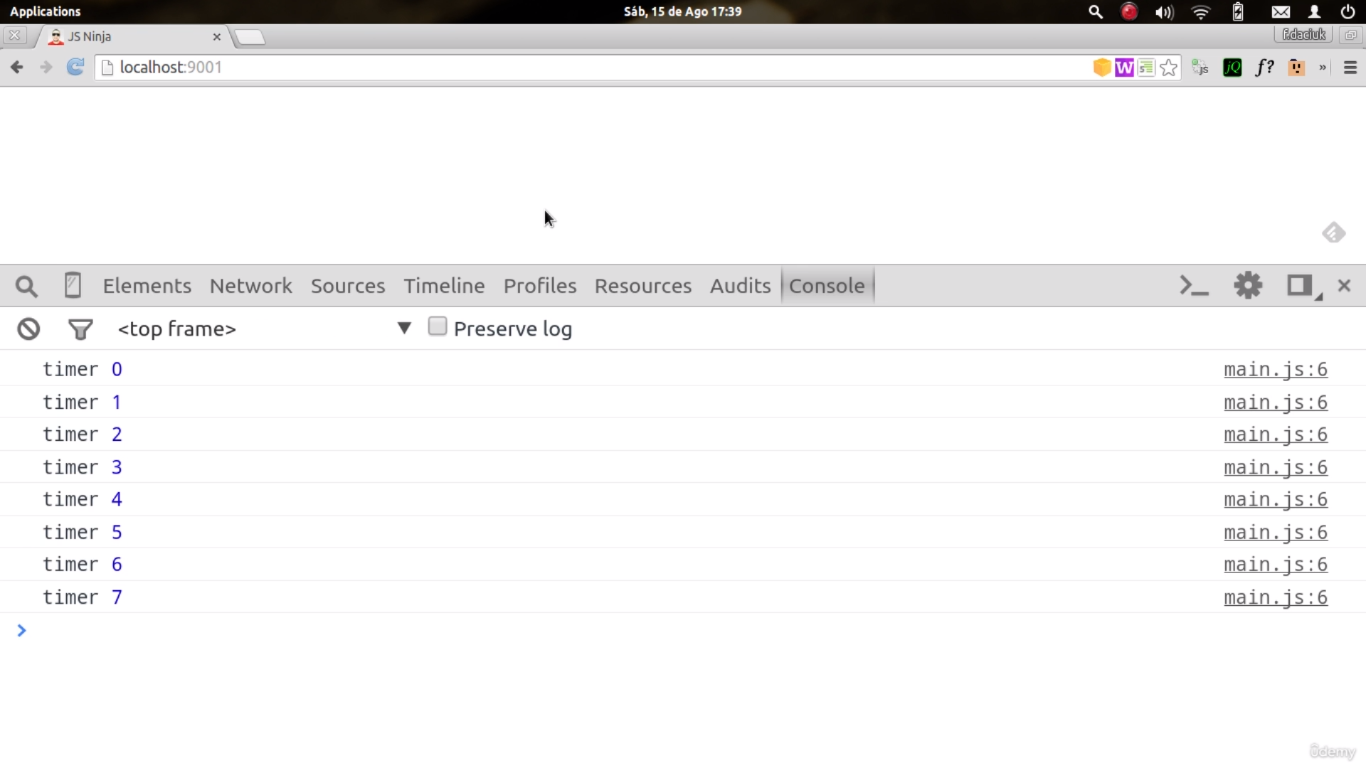 Applications Sáb, 15 de Ago 17:39
JS Ninja f.daciuk
localhost:9001
Elements Network Sources Timeline Profiles Resources Audits Console
<top frame> Preserve log
timer 0 main.js:6
timer 1 main.js:6
timer 2 main.js:6
timer 3 main.js:6
timer 4 main.js:6
timer 5 main.js:6
timer 6 main.js:6
timer 7 main.js:6
udemy